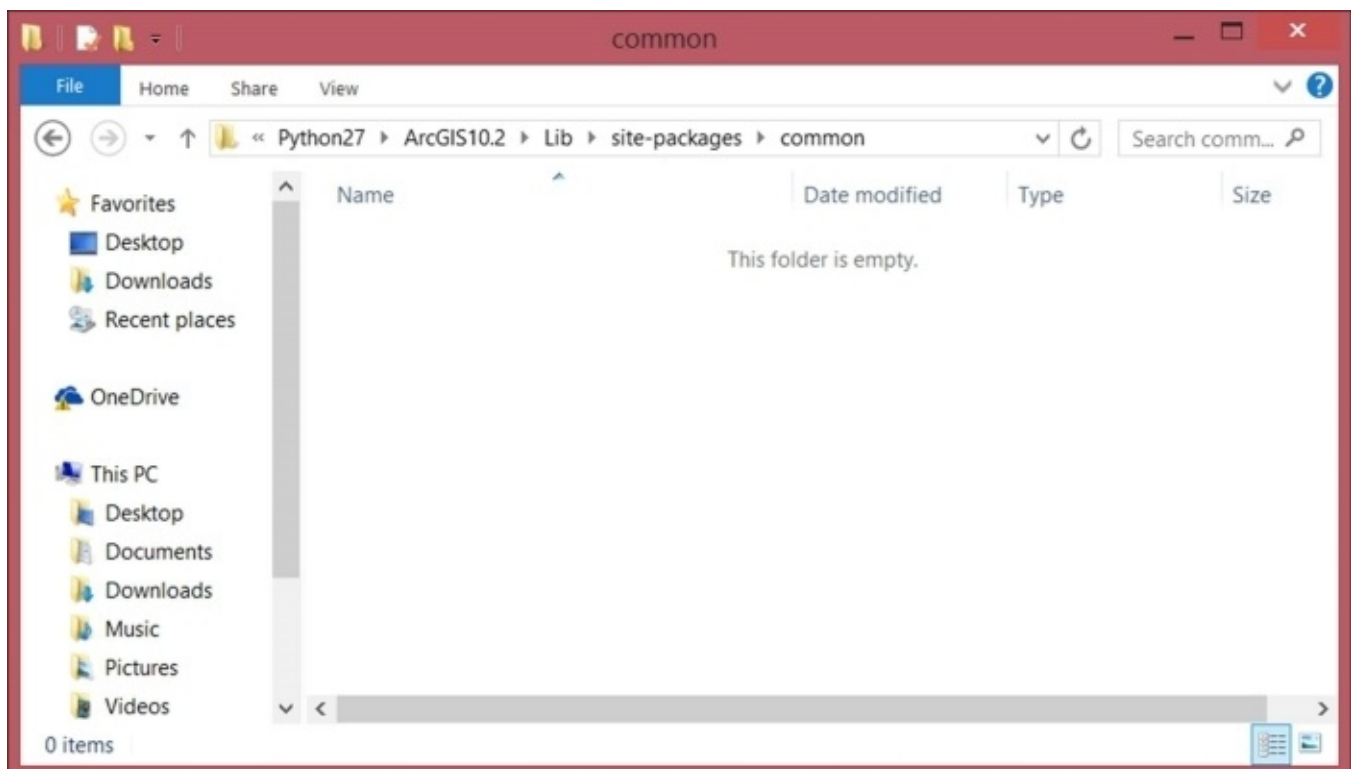 common
File Home Share View
« Python27 ArcGIS10.2 Lib site-packages common Search comm...
Name Date modified Type Size
This folder is empty.
Favorites
Desktop
Downloads
Recent places
OneDrive
This PC
Desktop
Documents
Downloads
Music
Pictures
Videos
0 items